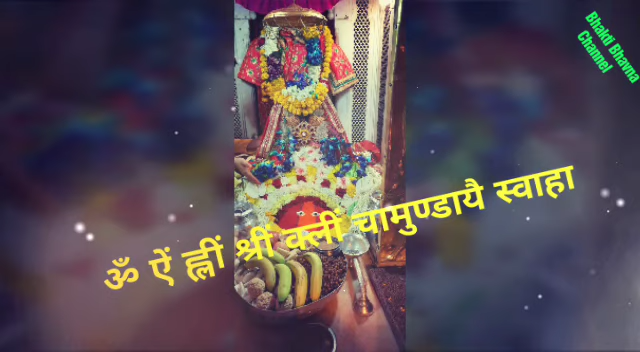 Bhakti Bhavna
Channel
ॐ ऐं ह्लीं श्रीं क्लीं चामुण्डायै स्वाहा